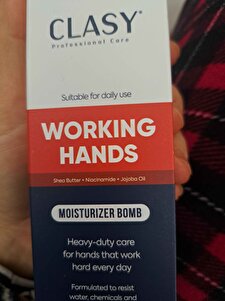 CLASY®
Professional Care
Suitable for daily use
WORKING
HANDS
Shea Butter • Niacinamide • Jojoba Oil
MOISTURIZER BOMB
Heavy-duty care
for hands that work
hard every day
Formulated to resist
water, chemicals and